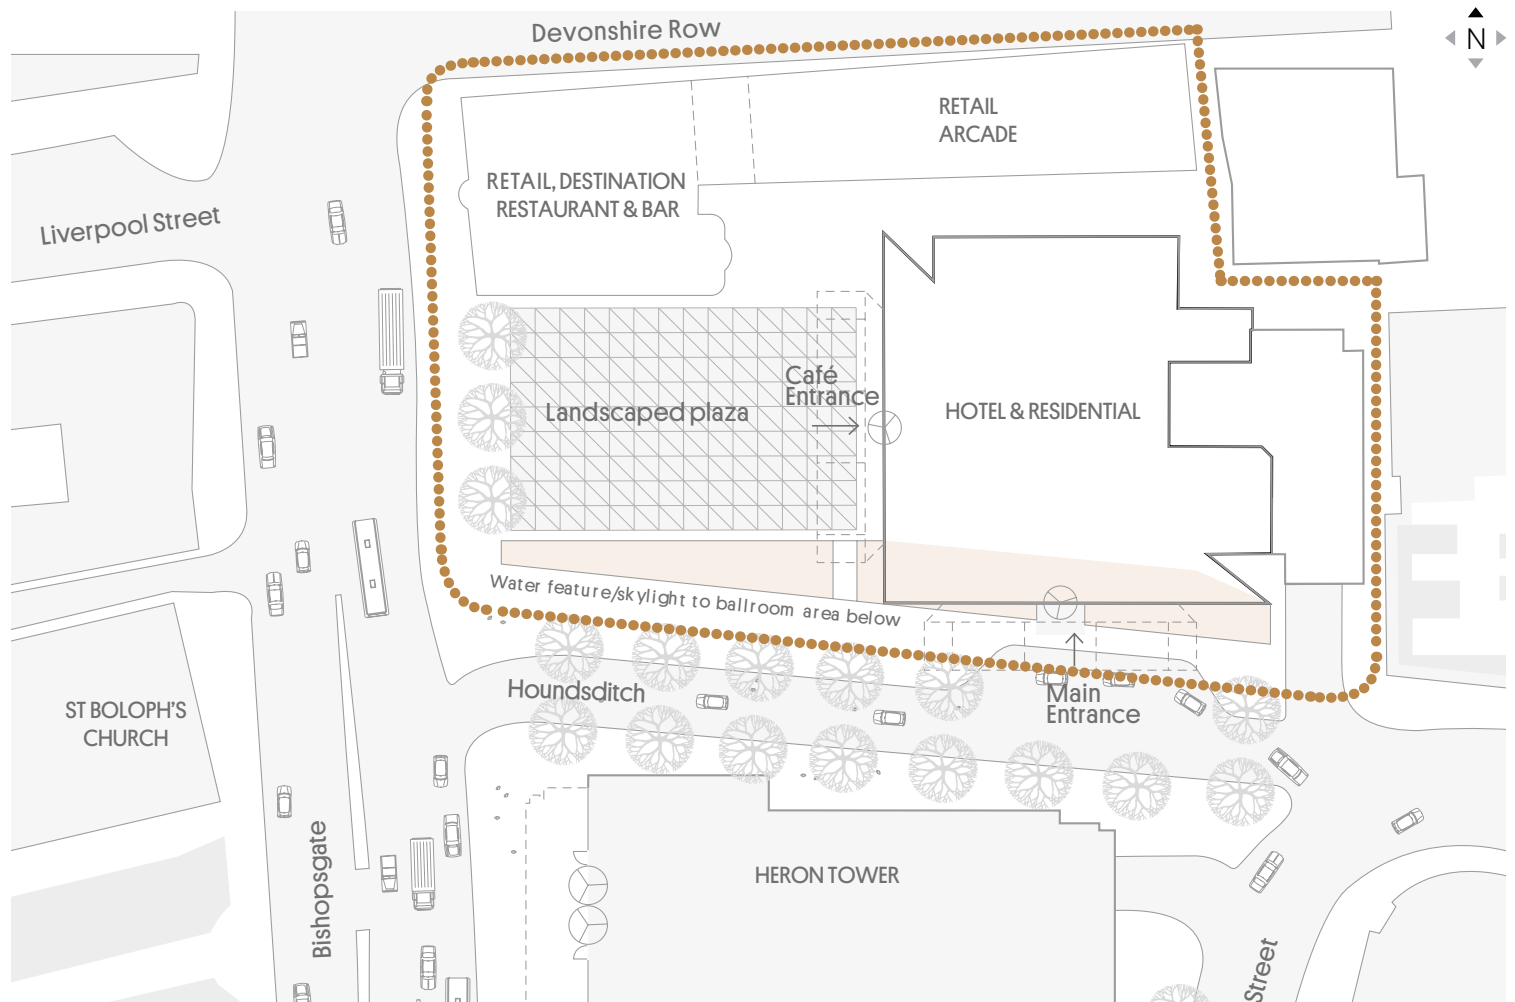 Devonshire Row
N
RETAIL
ARCADE
RETAIL, DESTINATION
RESTAURANT & BAR
Liverpool Street
Café
Entrance
Landscaped plaza
HOTEL & RESIDENTIAL
Water feature/skylight to ballroom area below
Houndsditch
Main
Entrance
ST BOLOPH'S
CHURCH
HERON TOWER
Bishopsgate
Street